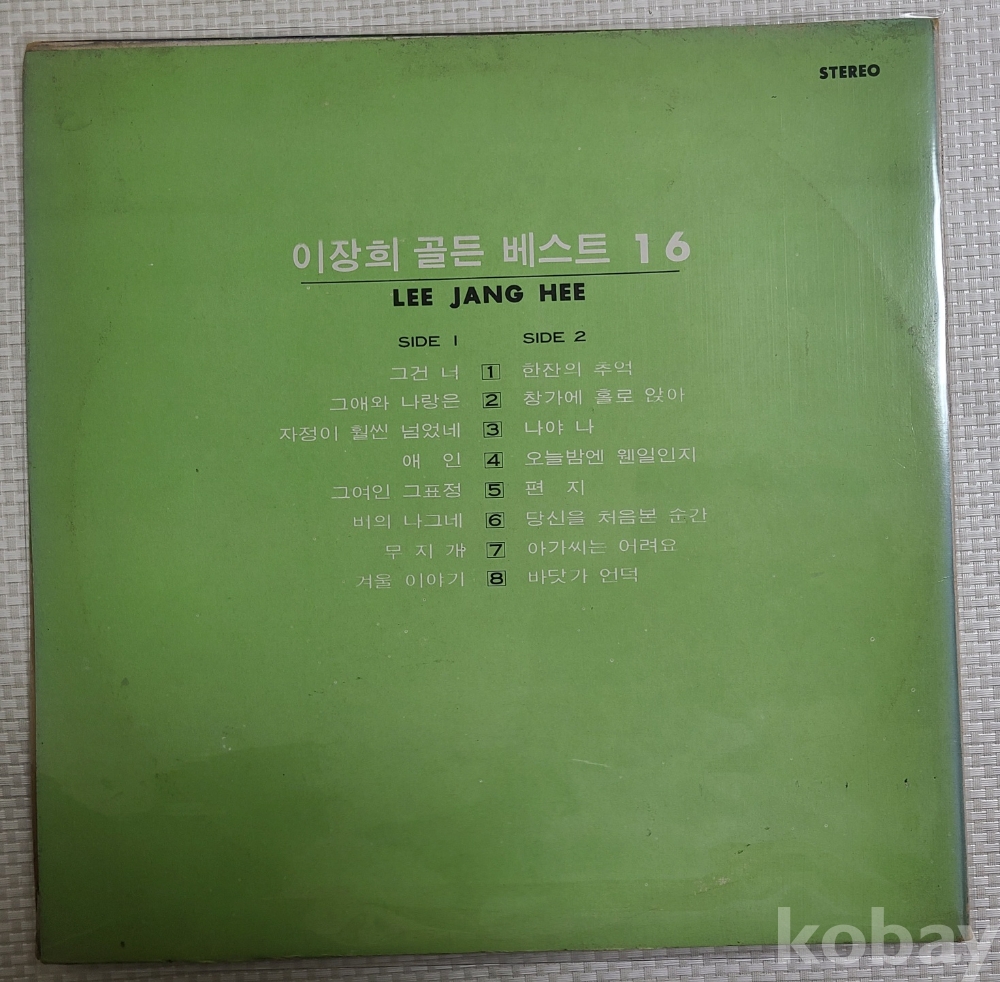 STEREO
이장희 골든 베스트 16
LEE JANG HEE
SIDE 1 SIDE 2
그건 너 1 한잔의 추억
그애와 나랑은 2 창가에 홀로 앉아
자정이 훨씬 넘었네 3 나야 나
애 인 4 오늘밤엔 웬일인지
그여인 그표정 5 편 지
비의 나그네 6 당신을 처음본 순간
무 지 개 7 아가씨는 어려요
겨울 이야기 8 바닷가 언덕
kobay